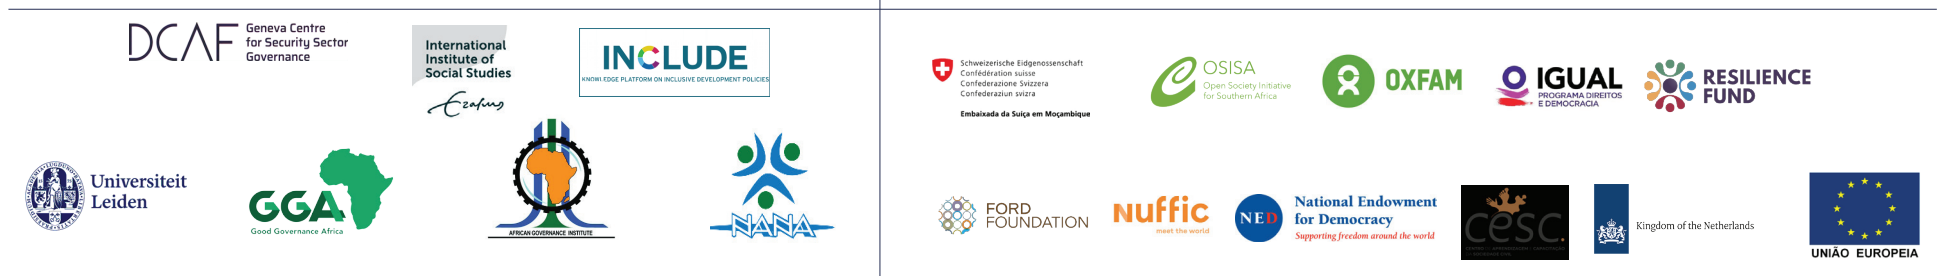 DCAF
Geneva Centre
for Security Sector
Governance
International
Institute of
Social Studies
Erasmus
INCLUDE
KNOWLEDGE PLATFORM ON INCLUSIVE DEVELOPMENT POLICIES
Universiteit
Leiden
GGA
Good Governance Africa
AFRICAN GOVERNANCE INSTITUTE
NANA
Schweizerische Eidgenossenschaft
Confédération suisse
Confederazione Svizzera
Confederaziun svizra
Embaixada da Suíça em Moçambique
OSISA
Open Society Initiative
for Southern Africa
OXFAM
IGUAL
PROGRAMA DIREITOS
E DEMOCRACIA
RESILIENCE
FUND
FORD
FOUNDATION
nuffic
meet the world
NED
National Endowment
for Democracy
Supporting freedom around the world
cesc.
Kingdom of the Netherlands
UNIÃO EUROPEIA